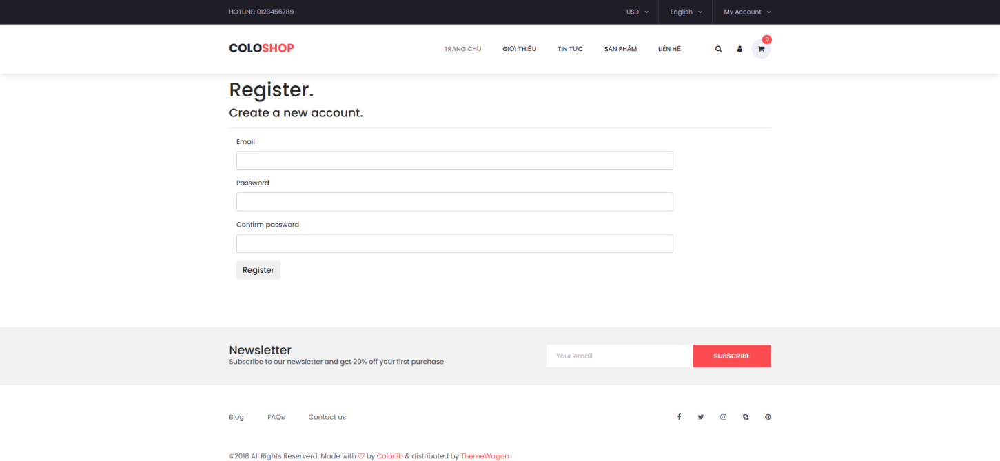 HOTLINE: 0123456789 USD English My Account
COLOSHOP TRANG CHỦ GIỚI THIỆU TIN TỨC SẢN PHẨM LIÊN HỆ 0
Register.
Create a new account.
Email
Password
Confirm password
Register
Newsletter
Subscribe to our newsletter and get 20% off your first purchase
Your email SUBSCRIBE
Blog FAQs Contact us
©2018 All Rights Reserverd. Made with by Colorlib & distributed by ThemeWagon